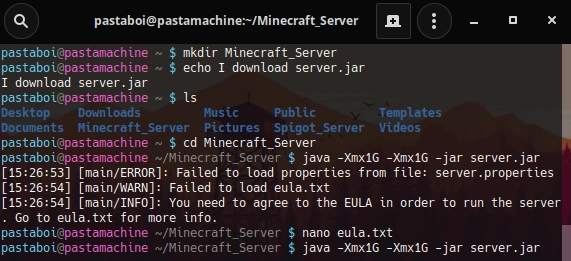 pastaboi@pastamachine:~/Minecraft_Server
pastaboi@pastamachine ~ $ mkdir Minecraft_Server
pastaboi@pastamachine ~ $ echo I download server.jar
I download server.jar
pastaboi@pastamachine ~ $ ls
Desktop Downloads Music Public Templates
Documents Minecraft_Server Pictures Spigot_Server Videos
pastaboi@pastamachine ~ $ cd Minecraft_Server
pastaboi@pastamachine ~/Minecraft_Server $ java -Xmx1G -Xmx1G -jar server.jar
[15:26:53] [main/ERROR]: Failed to load properties from file: server.properties
[15:26:54] [main/WARN]: Failed to load eula.txt
[15:26:54] [main/INFO]: You need to agree to the EULA in order to run the server
. Go to eula.txt for more info.
pastaboi@pastamachine ~/Minecraft_Server $ nano eula.txt
pastaboi@pastamachine ~/Minecraft_Server $ java -Xmx1G -Xmx1G -jar server.jar